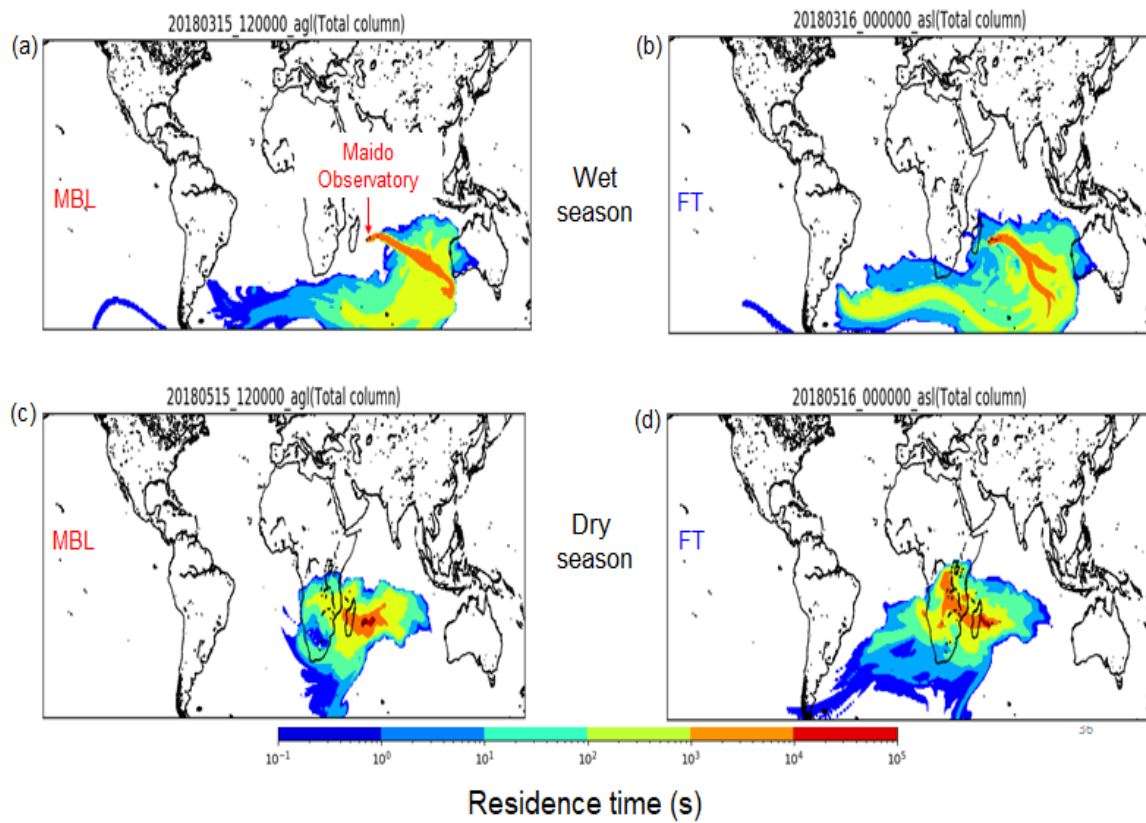 20180315_120000_agl(Total column)
20180316_000000_asl(Total column)
(a)
(b)
Maido
Observatory
MBL
Wet
season
FT
20180515_120000_agl(Total column)
20180516_000000_asl(Total column)
(c)
(d)
MBL
Dry
season
FT
10⁻¹ 10⁰ 10¹ 10² 10³ 10⁴ 10⁵
Residence time (s)